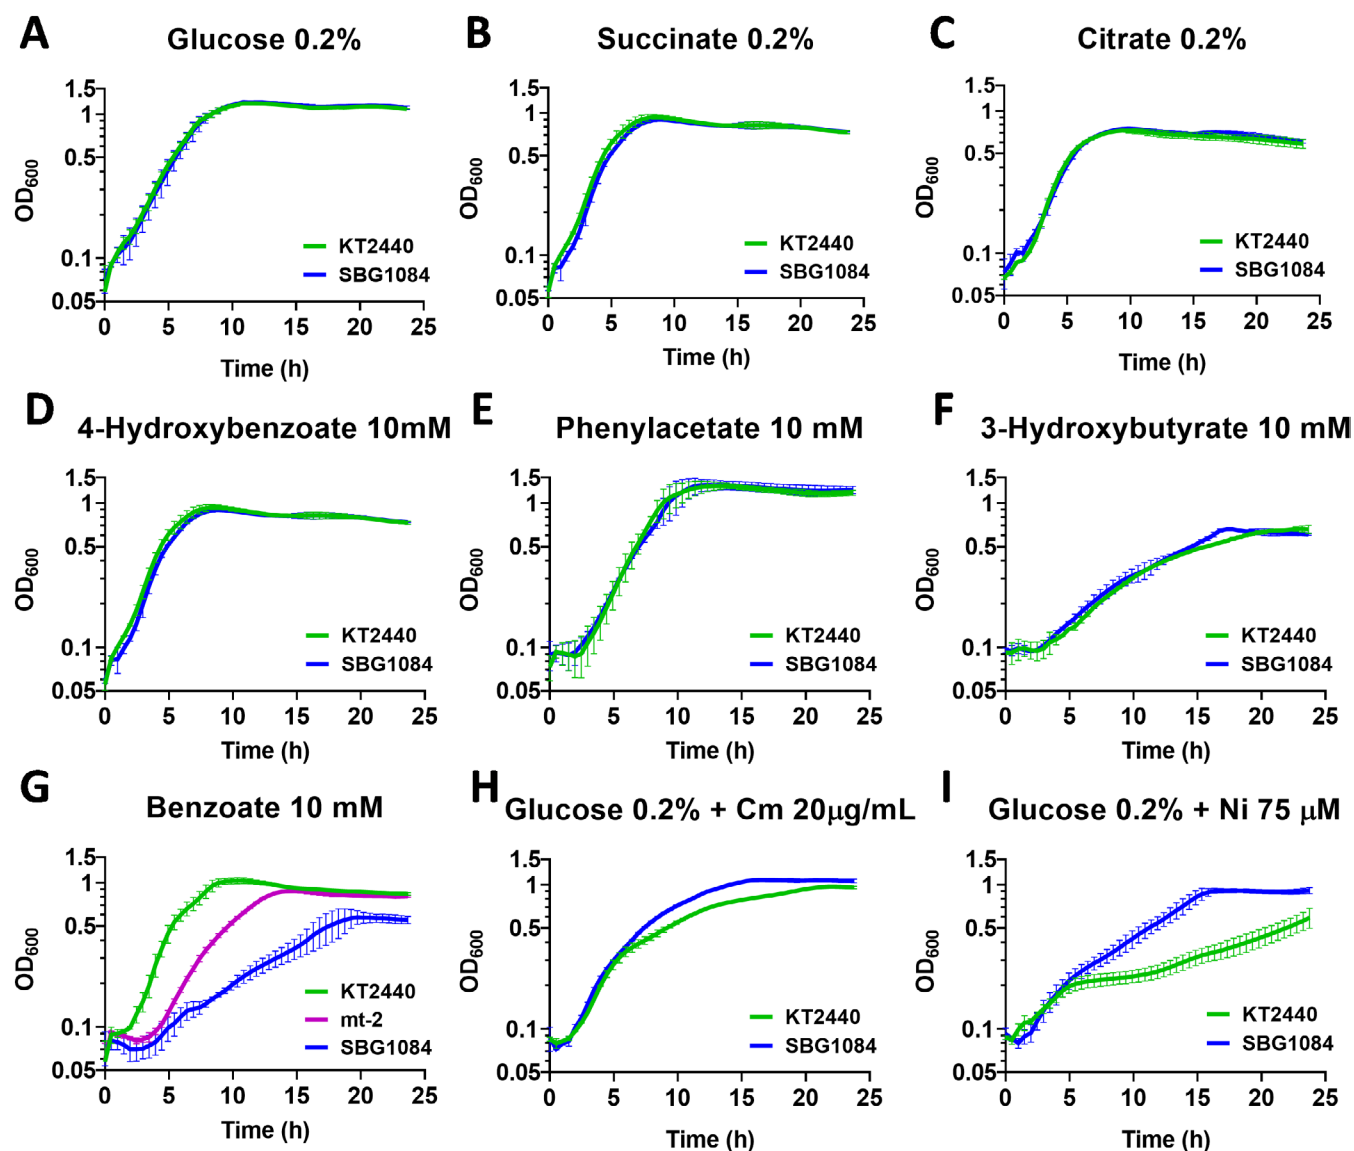 A
Glucose 0.2%
1.5
1
0.5
0.1
0.05
OD600
KT2440
SBG1084
0 5 10 15 20 25
Time (h)
B
Succinate 0.2%
1.5
1
0.5
0.1
0.05
OD600
KT2440
SBG1084
0 5 10 15 20 25
Time (h)
C
Citrate 0.2%
1.5
1
0.5
0.1
0.05
OD600
KT2440
SBG1084
0 5 10 15 20 25
Time (h)
D
4-Hydroxybenzoate 10mM
1.5
1
0.5
0.1
0.05
OD600
KT2440
SBG1084
0 5 10 15 20 25
Time (h)
E
Phenylacetate 10 mM
1.5
1
0.5
0.1
0.05
OD600
KT2440
SBG1084
0 5 10 15 20 25
Time (h)
F
3-Hydroxybutyrate 10 mM
1.5
1
0.5
0.1
0.05
OD600
KT2440
SBG1084
0 5 10 15 20 25
Time (h)
G
Benzoate 10 mM
1.5
1
0.5
0.1
0.05
OD600
KT2440
mt-2
SBG1084
0 5 10 15 20 25
Time (h)
H
Glucose 0.2% + Cm 20μg/mL
1.5
1
0.5
0.1
0.05
OD600
KT2440
SBG1084
0 5 10 15 20 25
Time (h)
I
Glucose 0.2% + Ni 75 μM
1.5
1
0.5
0.1
0.05
OD600
KT2440
SBG1084
0 5 10 15 20 25
Time (h)